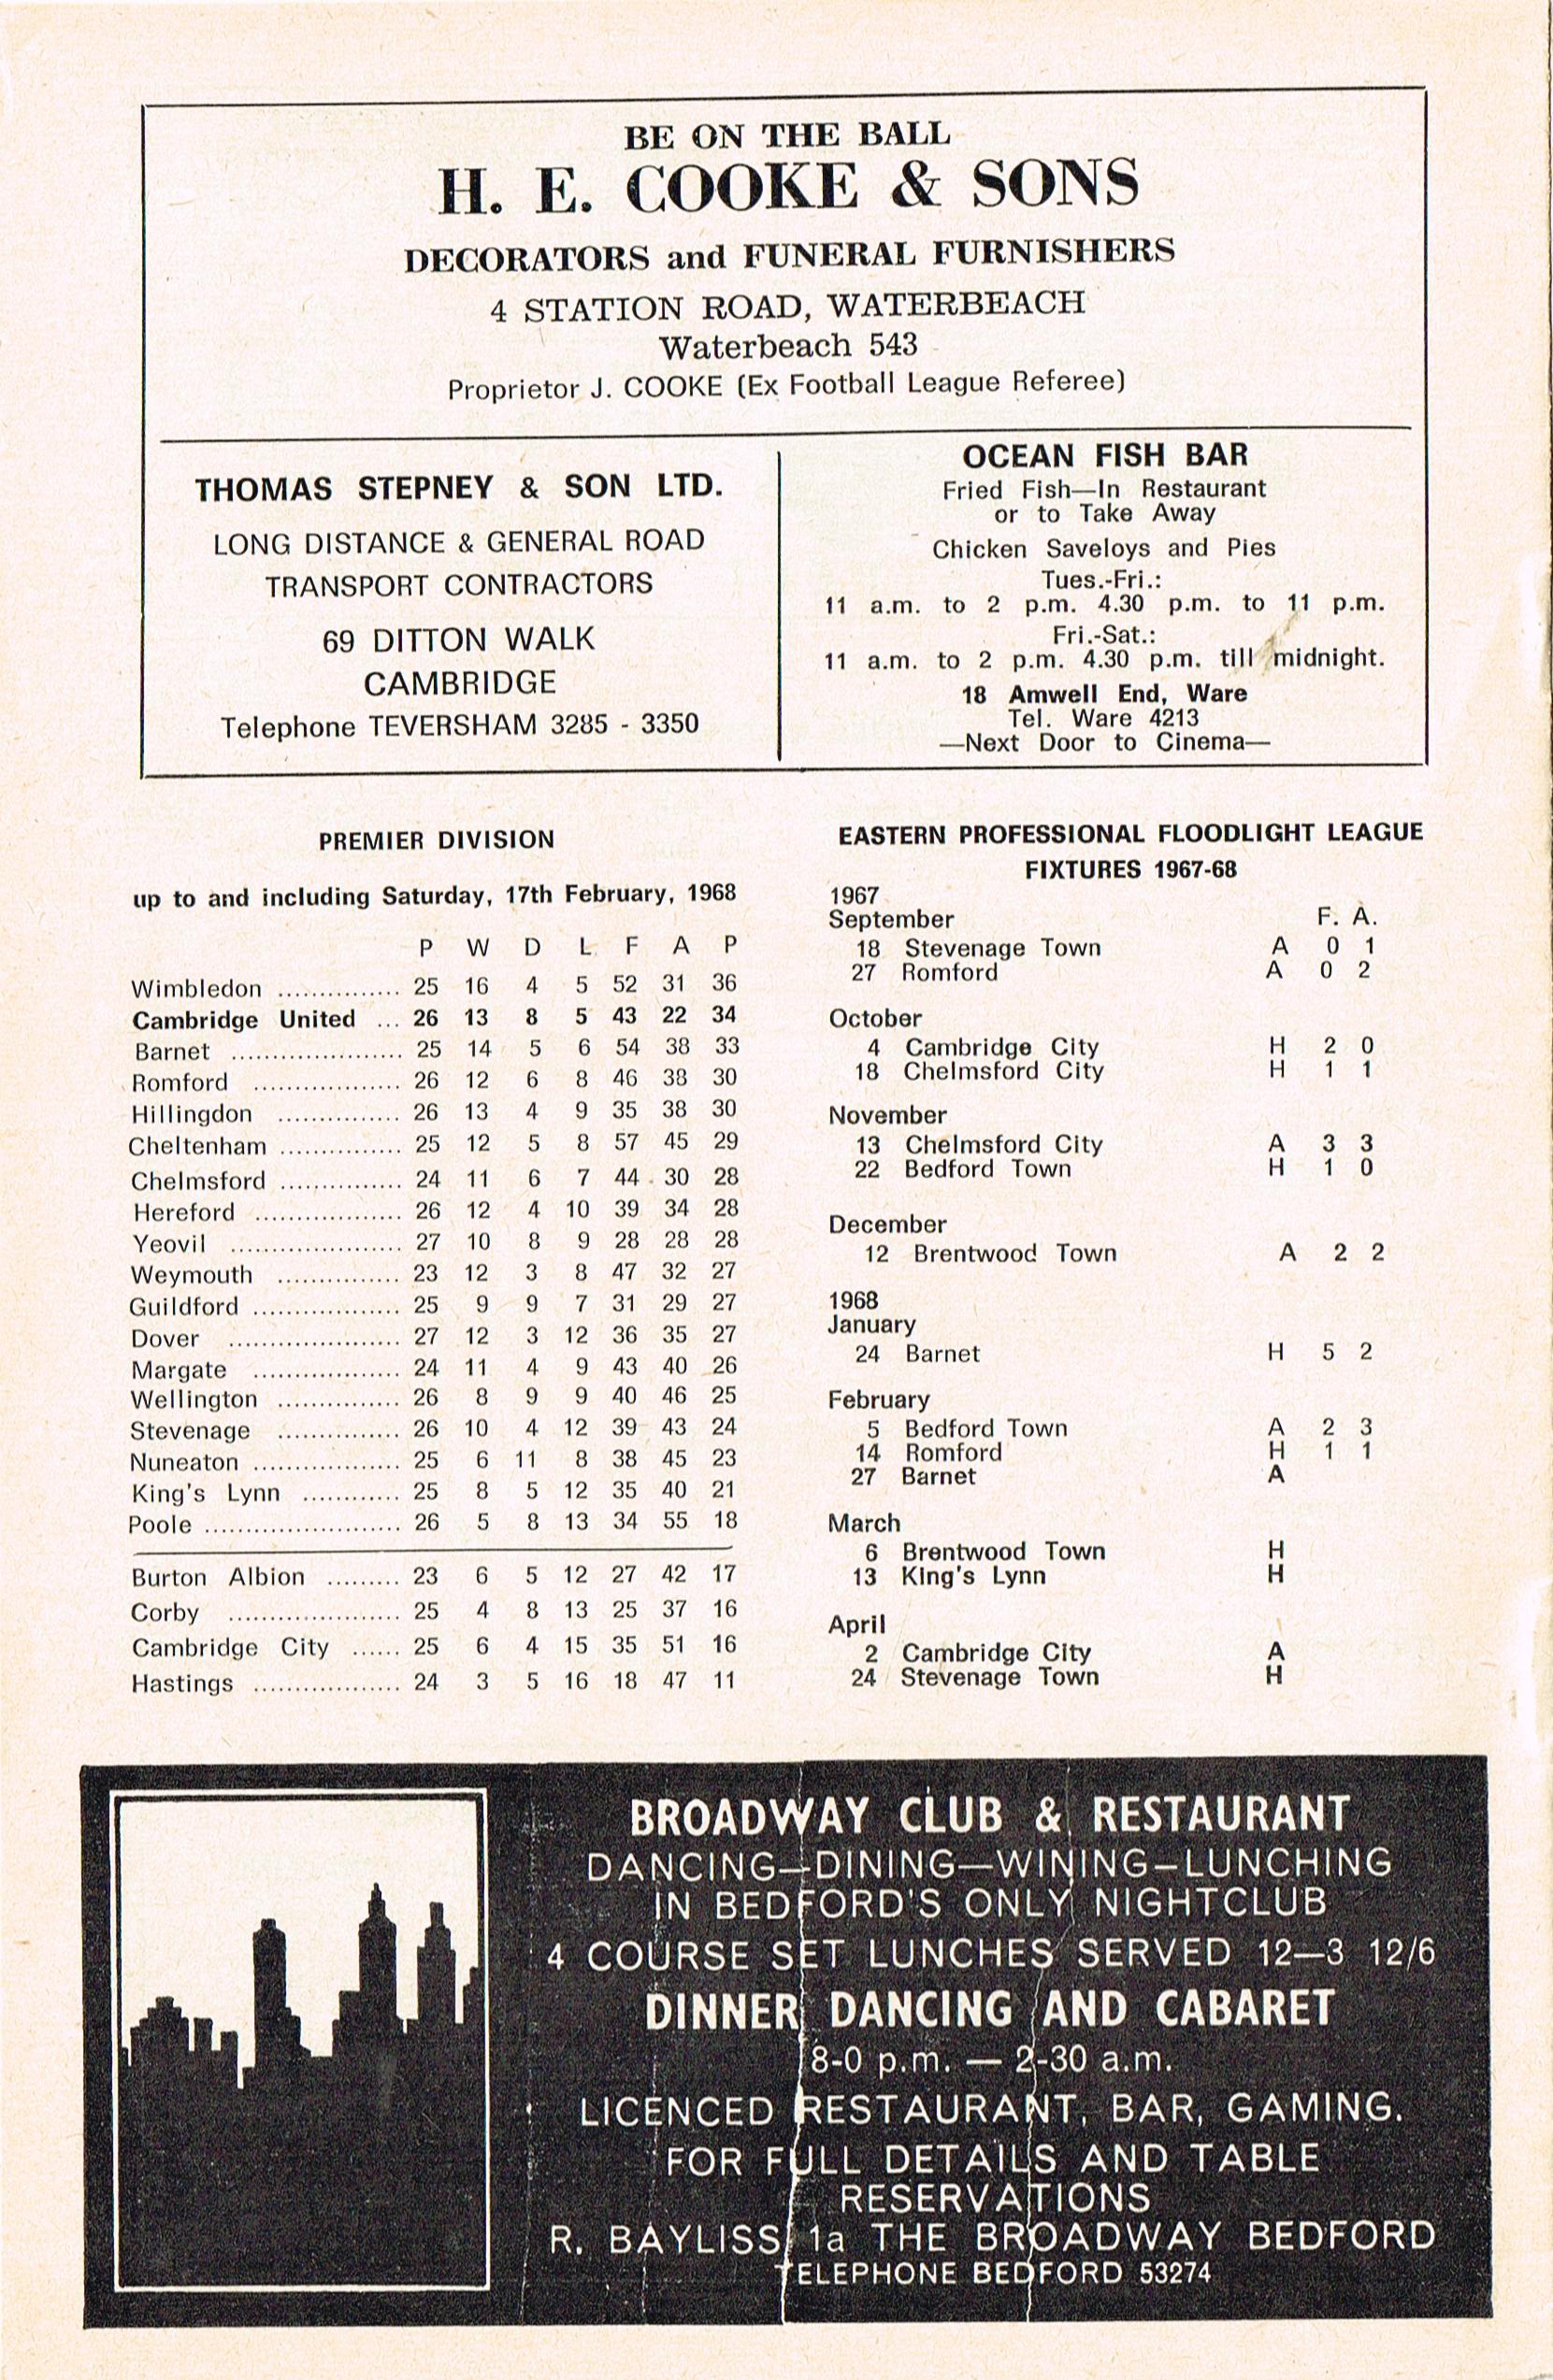 BE ON THE BALL
H. E. COOKE & SONS
DECORATORS and FUNERAL FURNISHERS
4 STATION ROAD, WATERBEACH
Waterbeach 543
Proprietor J. COOKE (Ex Football League Referee)
THOMAS STEPNEY & SON LTD.
LONG DISTANCE & GENERAL ROAD
TRANSPORT CONTRACTORS
69 DITTON WALK
CAMBRIDGE
Telephone TEVERSHAM 3285 - 3350
OCEAN FISH BAR
Fried Fish—In Restaurant
or to Take Away
Chicken Saveloys and Pies
Tues.-Fri.:
11 a.m. to 2 p.m. 4.30 p.m. to 11 p.m.
Fri.-Sat.:
11 a.m. to 2 p.m. 4.30 p.m. till midnight.
18 Amwell End, Ware
Tel. Ware 4213
—Next Door to Cinema—
PREMIER DIVISION
up to and including Saturday, 17th February, 1968
P W D L F A P
Wimbledon ............... 25 16 4 5 52 31 36
Cambridge United ... 26 13 8 5 43 22 34
Barnet ..................... 25 14 5 6 54 38 33
Romford .................. 26 12 6 8 46 38 30
Hillingdon ............... 26 13 4 9 35 38 30
Cheltenham ............... 25 12 5 8 57 45 29
Chelmsford ............... 24 11 6 7 44 30 28
Hereford .................. 26 12 4 10 39 34 28
Yeovil ..................... 27 10 8 9 28 28 28
Weymouth ............... 23 12 3 8 47 32 27
Guildford .................. 25 9 9 7 31 29 27
Dover ..................... 27 12 3 12 36 35 27
Margate .................. 24 11 4 9 43 40 26
Wellington ............... 26 8 9 9 40 46 25
Stevenage ............... 26 10 4 12 39 43 24
Nuneaton .................. 25 6 11 8 38 45 23
King's Lynn ............ 25 8 5 12 35 40 21
Poole ........................ 26 5 8 13 34 55 18
Burton Albion ......... 23 6 5 12 27 42 17
Corby ..................... 25 4 8 13 25 37 16
Cambridge City ...... 25 6 4 15 35 51 16
Hastings .................. 24 3 5 16 18 47 11
EASTERN PROFESSIONAL FLOODLIGHT LEAGUE
FIXTURES 1967-68
1967
September F. A.
18 Stevenage Town A 0 1
27 Romford A 0 2
October
4 Cambridge City H 2 0
18 Chelmsford City H 1 1
November
13 Chelmsford City A 3 3
22 Bedford Town H 1 0
December
12 Brentwood Town A 2 2
1968
January
24 Barnet H 5 2
February
5 Bedford Town A 2 3
14 Romford H 1 1
27 Barnet A
March
6 Brentwood Town H
13 King's Lynn H
April
2 Cambridge City A
24 Stevenage Town H
BROADWAY CLUB & RESTAURANT
DANCING—DINING—WINING—LUNCHING
IN BEDFORD'S ONLY NIGHTCLUB
4 COURSE SET LUNCHES SERVED 12—3 12/6
DINNER DANCING AND CABARET
8-0 p.m. — 2-30 a.m.
LICENCED RESTAURANT, BAR, GAMING.
FOR FULL DETAILS AND TABLE
RESERVATIONS
R. BAYLISS 1a THE BROADWAY BEDFORD
TELEPHONE BEDFORD 53274